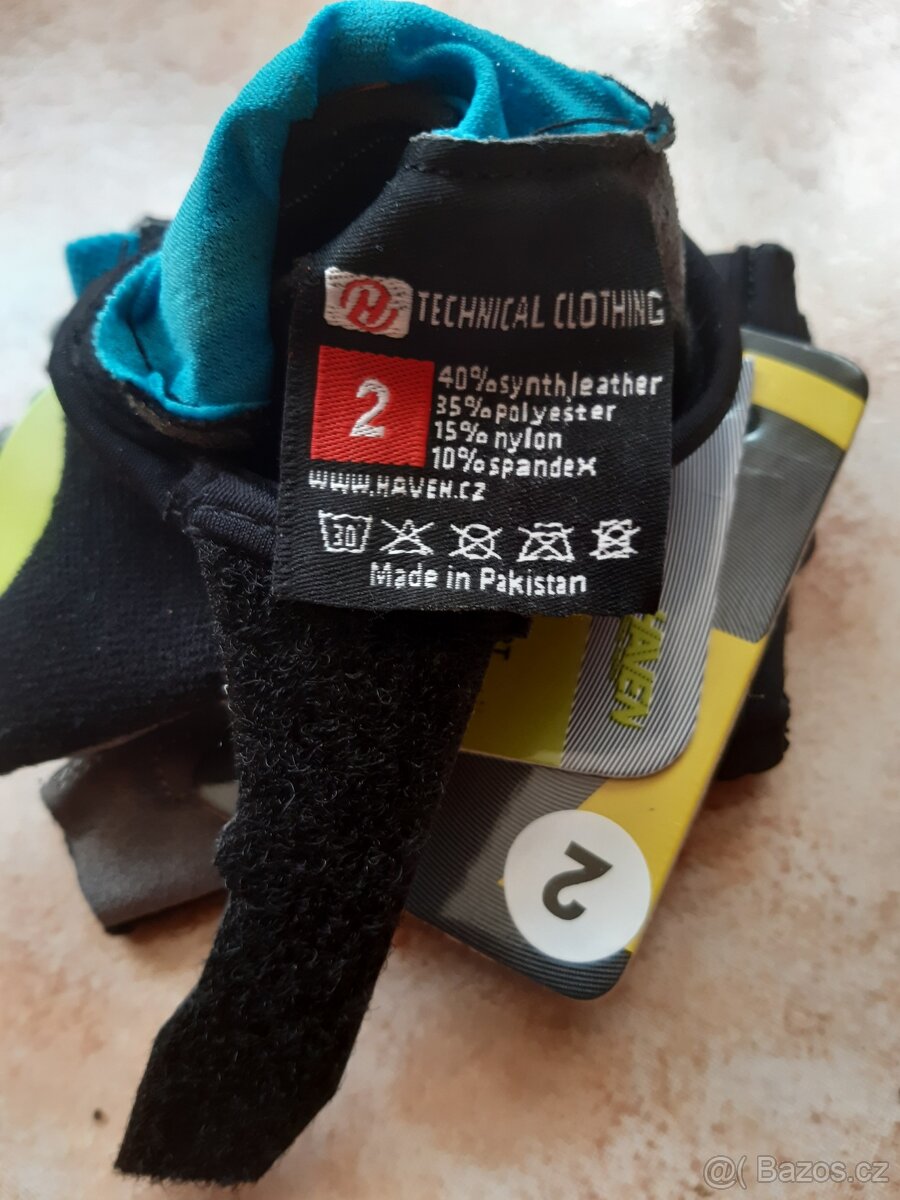 TECHNICAL CLOTHING
2
40%synthleather
35%polyester
15%nylon
10%spandex
WWW.HAVEN.CZ
30
Made in Pakistan
HAVEN
2
@( Bazos.cz